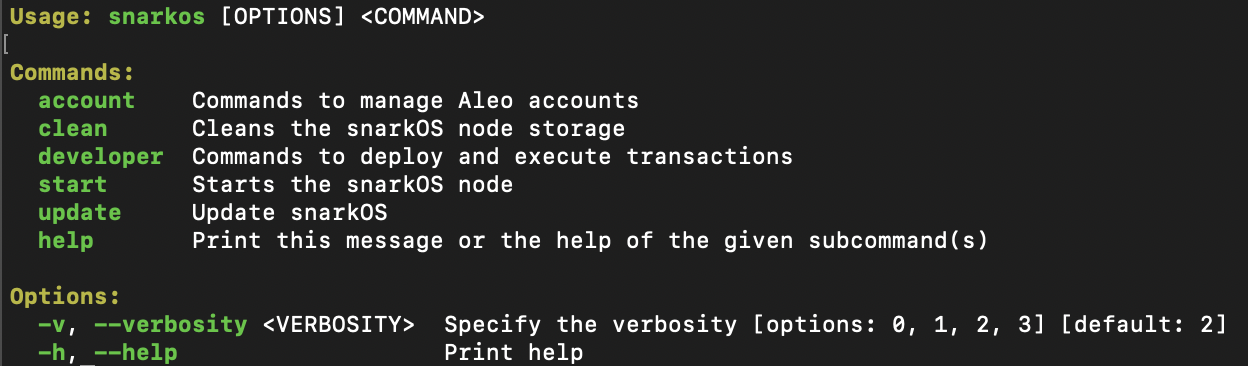 Usage: snarkos [OPTIONS] <COMMAND>
[
Commands:
  account    Commands to manage Aleo accounts
  clean      Cleans the snarkOS node storage
  developer  Commands to deploy and execute transactions
  start      Starts the snarkOS node
  update     Update snarkOS
  help       Print this message or the help of the given subcommand(s)

Options:
  -v, --verbosity <VERBOSITY>  Specify the verbosity [options: 0, 1, 2, 3] [default: 2]
  -h, --help                   Print help